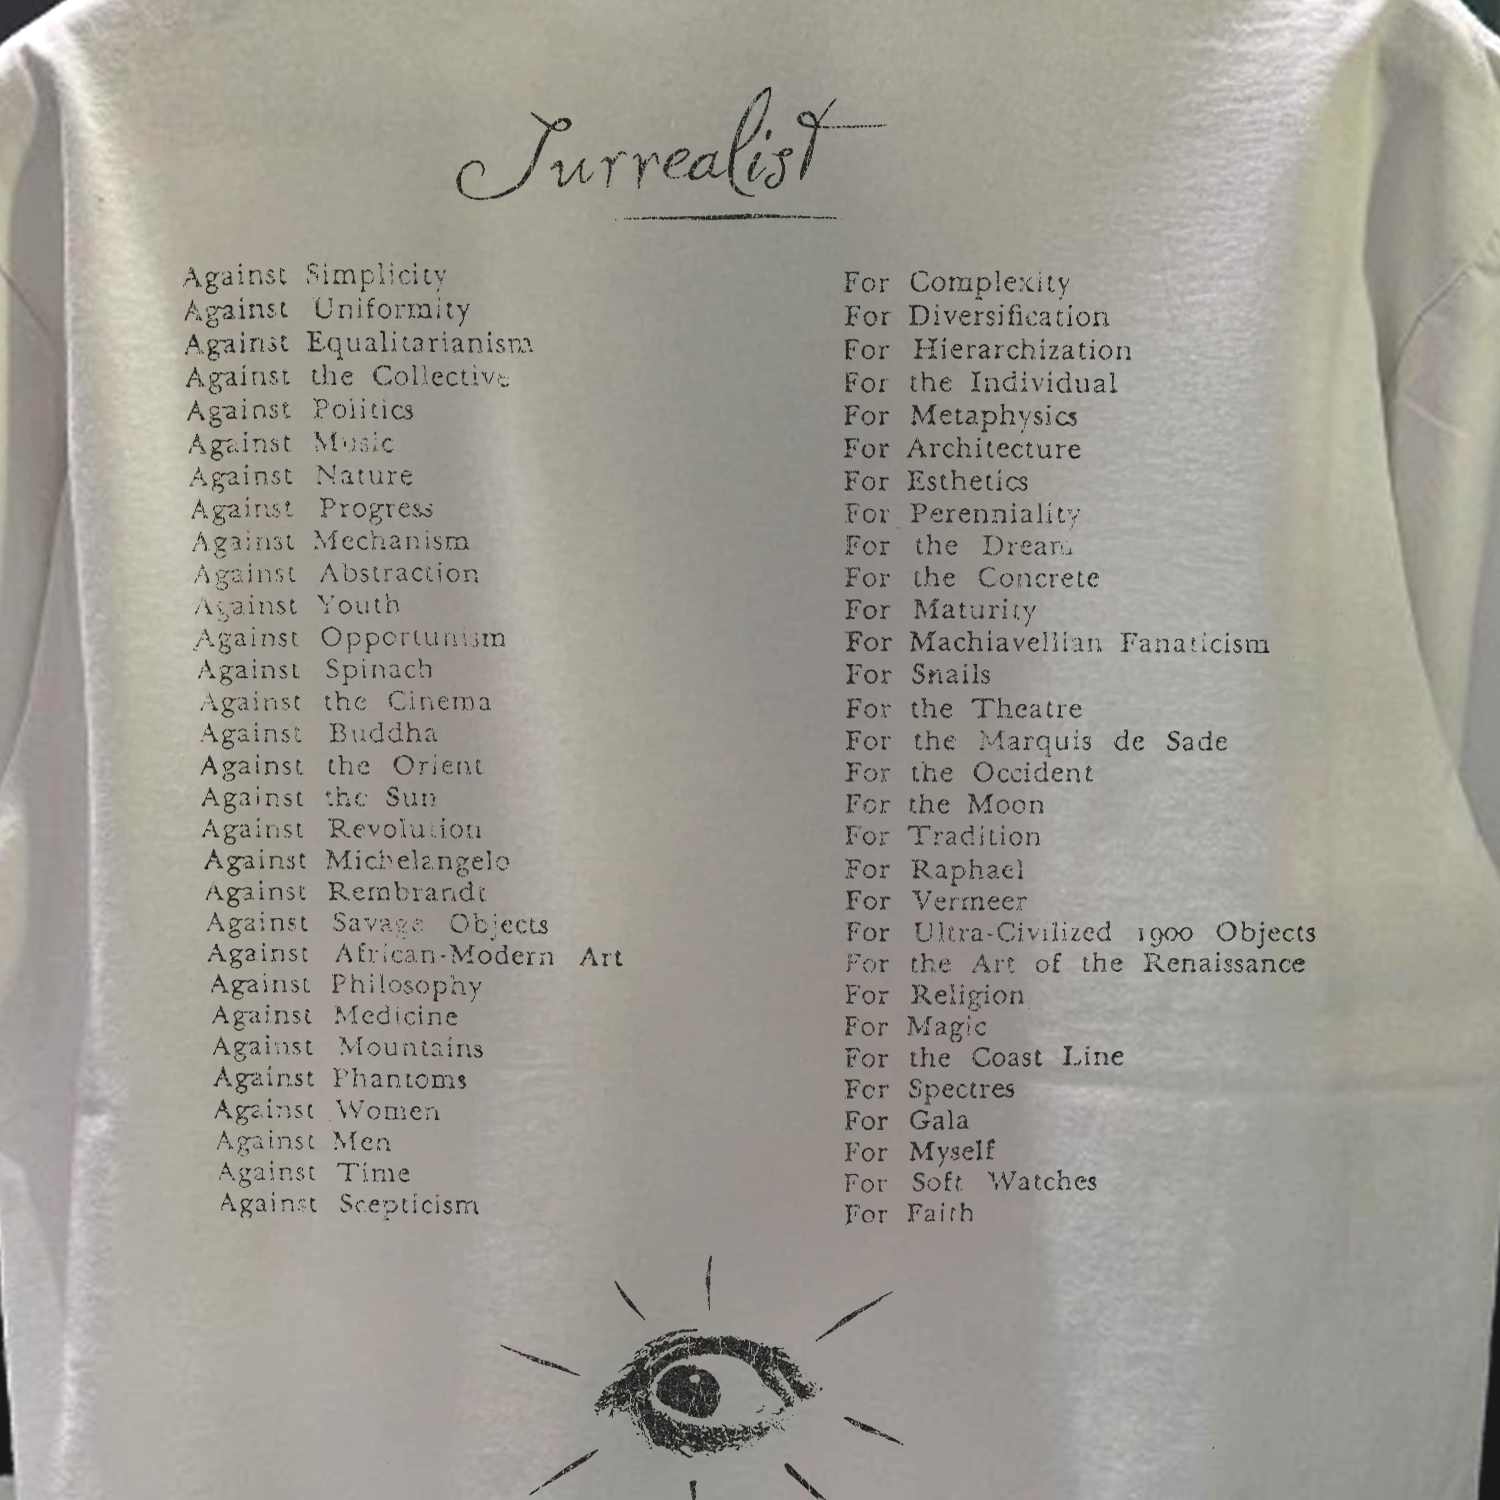 Surrealist
Against Simplicity
Against Uniformity
Against Equalitarianism
Against the Collective
Against Politics
Against Music
Against Nature
Against Progress
Against Mechanism
Against Abstraction
Against Youth
Against Opportunism
Against Spinach
Against the Cinema
Against Buddha
Against the Orient
Against the Sun
Against Revolution
Against Michelangelo
Against Rembrandt
Against Savage Objects
Against African-Modern Art
Against Philosophy
Against Medicine
Against Mountains
Against Phantoms
Against Women
Against Men
Against Time
Against Scepticism
For Complexity
For Diversification
For Hierarchization
For the Individual
For Metaphysics
For Architecture
For Esthetics
For Perenniality
For the Dream
For the Concrete
For Maturity
For Machiavellian Fanaticism
For Snails
For the Theatre
For the Marquis de Sade
For the Occident
For the Moon
For Tradition
For Raphael
For Vermeer
For Ultra-Civilized 1900 Objects
For the Art of the Renaissance
For Religion
For Magic
For the Coast Line
For Spectres
For Gala
For Myself
For Soft Watches
For Faith